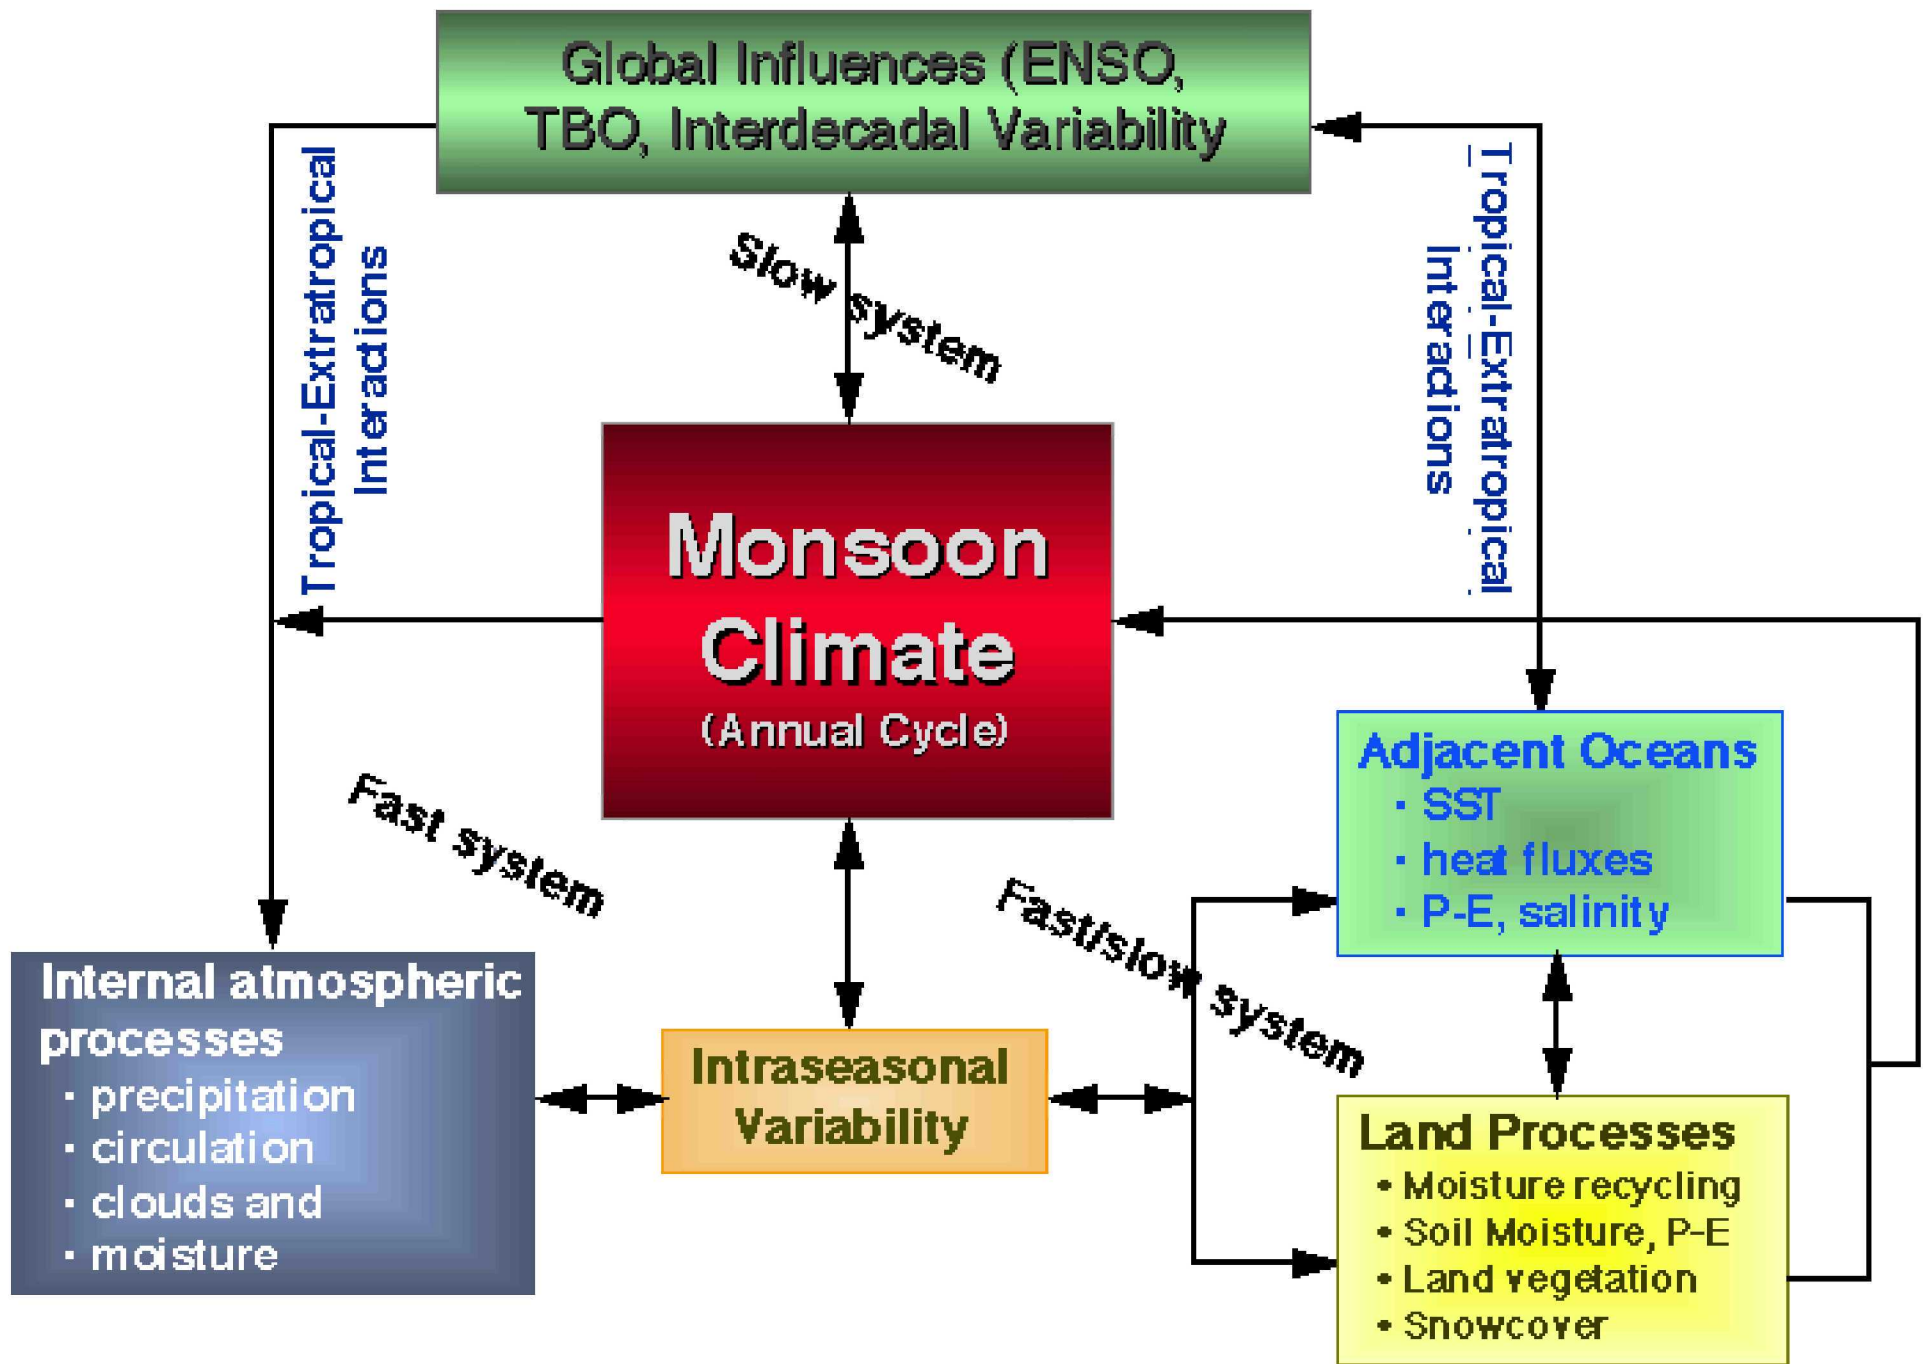 Global Influences (ENSO,
TBO, Interdecadal Variability
Tropical-Extratropical
Interactions
Slow system
Tropical-Extratropical
Interactions
Monsoon
Climate
(Annual Cycle)
Fast system
Fast/slow system
Adjacent Oceans
· SST
· heat fluxes
· P-E, salinity
Internal atmospheric
processes
· precipitation
· circulation
· clouds and
· moisture
Intraseasonal
Variability
Land Processes
• Moisture recycling
• Soil Moisture, P-E
• Land vegetation
• Snowcover